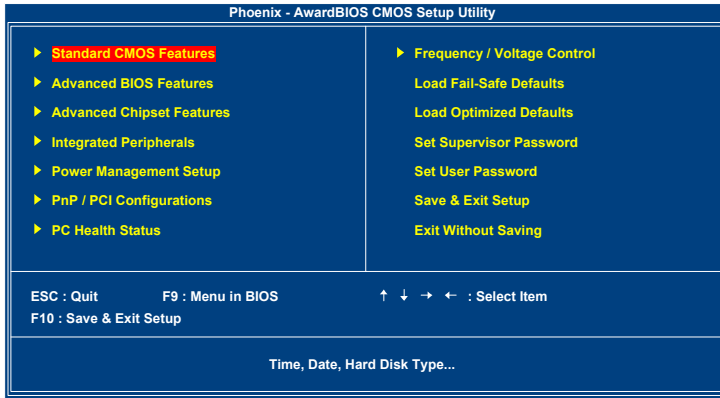 Phoenix - AwardBIOS CMOS Setup Utility
Standard CMOS Features
Advanced BIOS Features
Advanced Chipset Features
Integrated Peripherals
Power Management Setup
PnP / PCI Configurations
PC Health Status
Frequency / Voltage Control
Load Fail-Safe Defaults
Load Optimized Defaults
Set Supervisor Password
Set User Password
Save & Exit Setup
Exit Without Saving
ESC : Quit F9 : Menu in BIOS ↑ ↓ → ← : Select Item
F10 : Save & Exit Setup
Time, Date, Hard Disk Type...